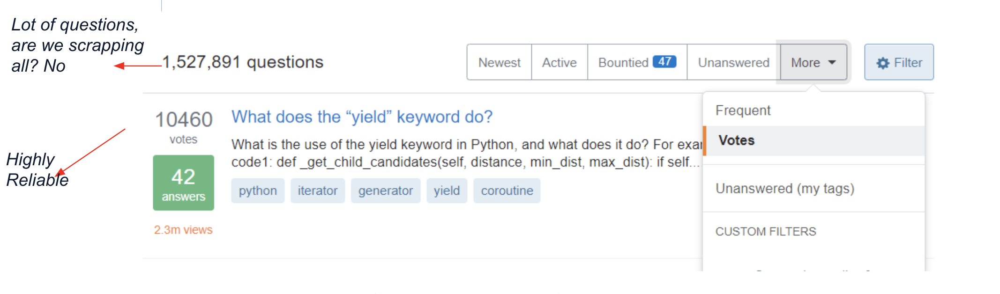 Lot of questions,
are we scrapping
all? No
1,527,891 questions
Newest
Active
Bountied 47
Unanswered
More
Filter
Frequent
Votes
Unanswered (my tags)
CUSTOM FILTERS
10460
votes
42
answers
2.3m views
Highly
Reliable
What does the “yield” keyword do?
What is the use of the yield keyword in Python, and what does it do? For exa
code1: def _get_child_candidates(self, distance, min_dist, max_dist): if self...
python iterator generator yield coroutine